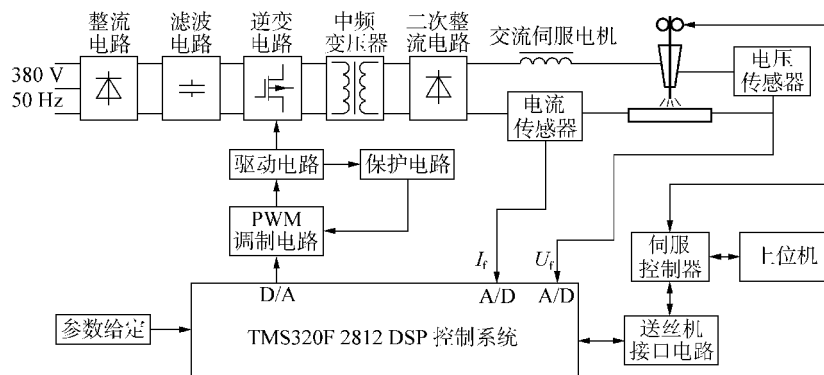 整流
电路
滤波
电路
逆变
电路
中频
变压器
二次整
流电路
交流伺服电机
电压
传感器
380 V
50 Hz
电流
传感器
驱动电路
保护电路
PWM
调制电路
If
Uf
伺服
控制器
上位机
D/A
A/D
A/D
参数给定
TMS320F 2812 DSP 控制系统
送丝机
接口电路